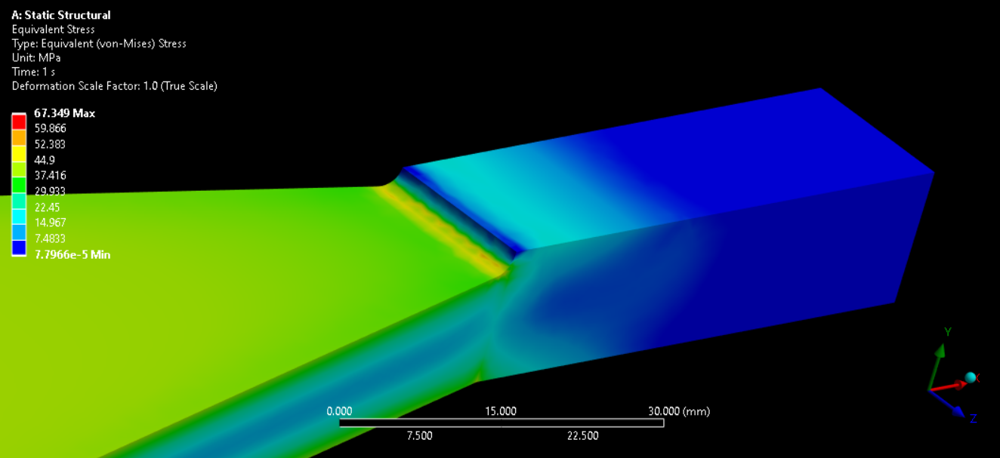 A: Static Structural
Equivalent Stress
Type: Equivalent (von-Mises) Stress
Unit: MPa
Time: 1 s
Deformation Scale Factor: 1.0 (True Scale)
67.349 Max
59.866
52.383
44.9
37.416
29.933
22.45
14.967
7.4833
7.7966e-5 Min
Y
X
Z
0.000 15.000 30.000 (mm)
7.500 22.500